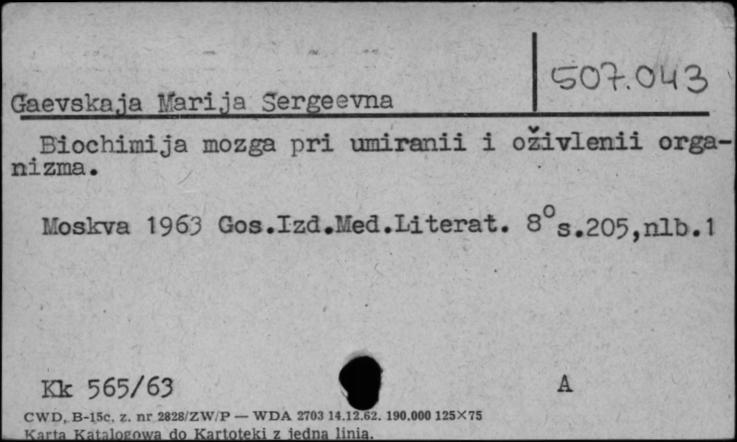 507.043
Gaevskaja Marija Sergeevna
Biochimija mozga pri umiranii i oživlenii orga-
nizma.
Moskva 1963 Gos.Izd.Med.Literat. 8° s.205,nlb.1
Kk 565/63 A
CWD, B-15c. z. nr 2828/ZW/P — WDA 2703 14.12.62. 190.000 125×75
Karta Katalogowa do Kartoteki z jedną linią.